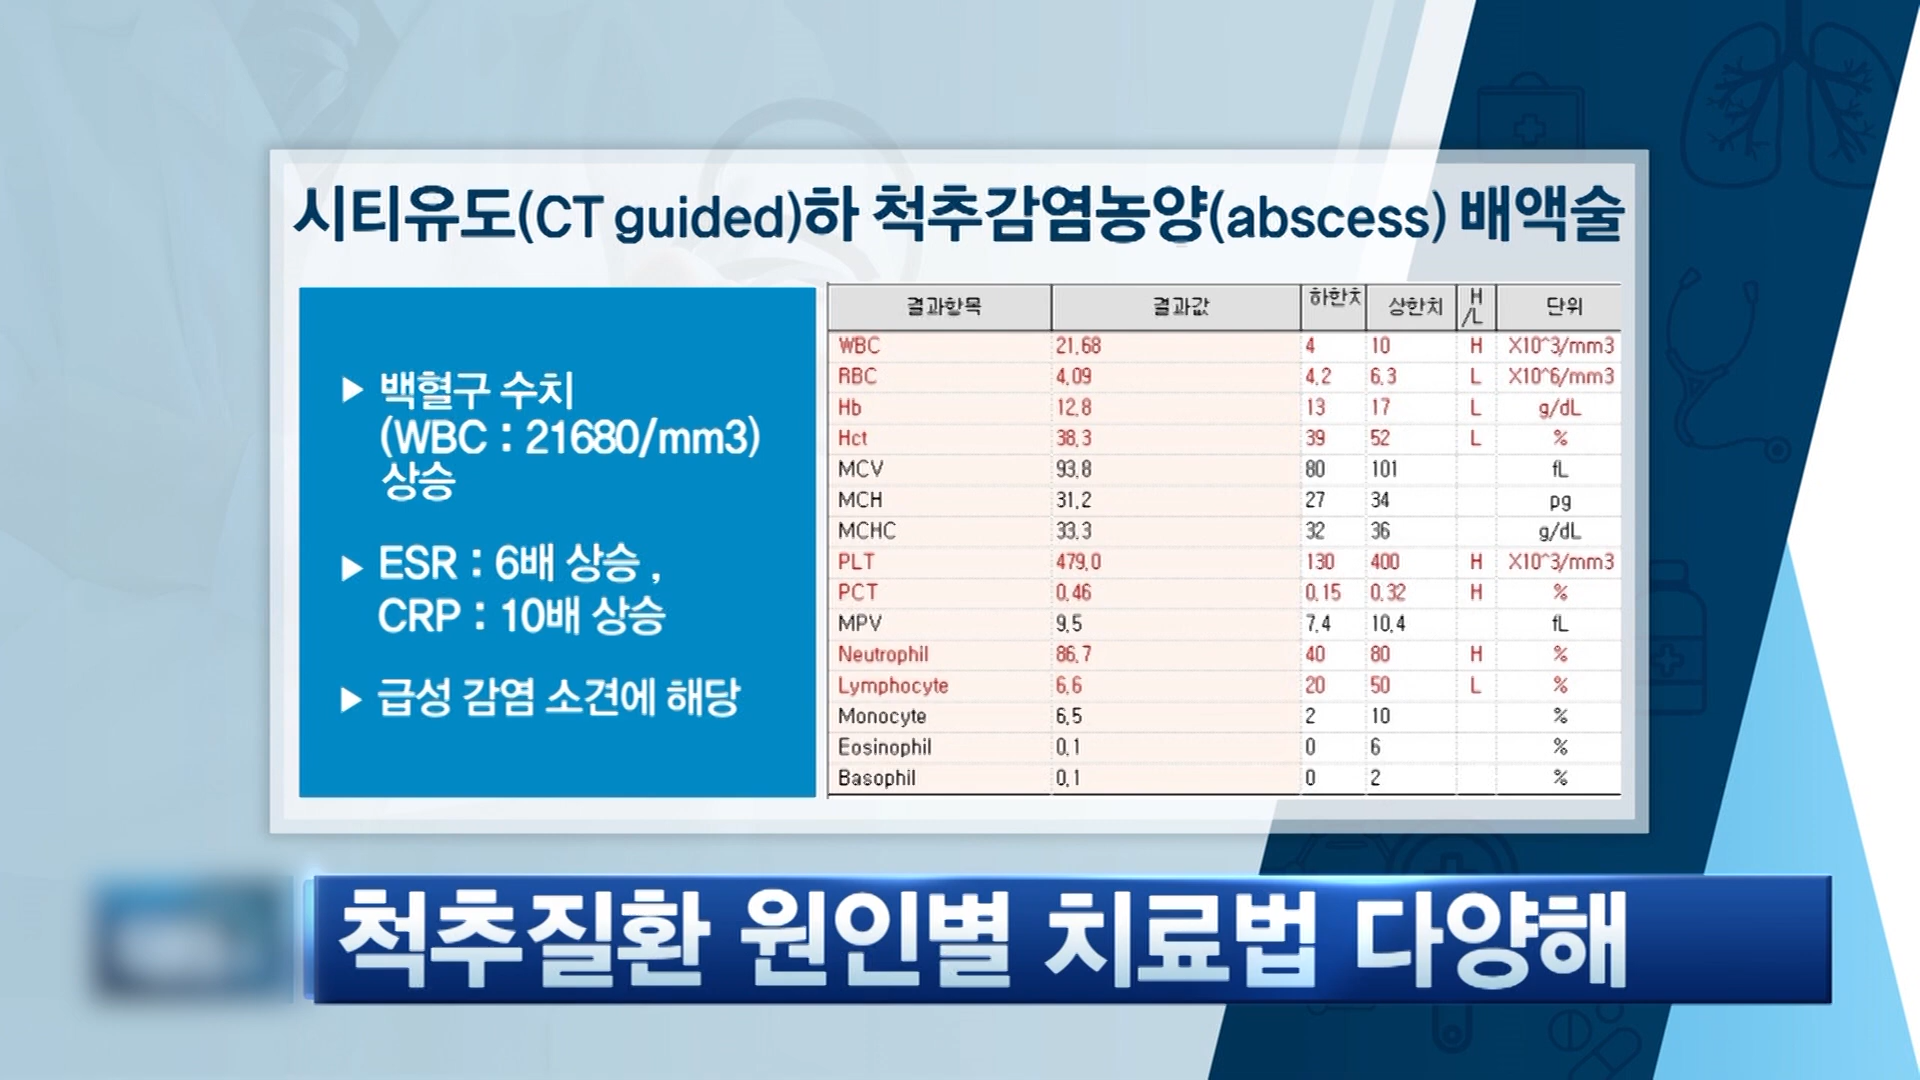 시티유도(CT guided)하 척추감염농양(abscess) 배액술
▶ 백혈구 수치
(WBC : 21680/mm3)
상승
▶ ESR : 6배 상승 ,
CRP : 10배 상승
▶ 급성 감염 소견에 해당
결과항목 결과값 하한치 상한치 H/L 단위
WBC 21.68 4 10 H X10^3/mm3
RBC 4.09 4.2 6.3 L X10^6/mm3
Hb 12.8 13 17 L g/dL
Hct 38.3 39 52 L %
MCV 93.8 80 101 fL
MCH 31.2 27 34 pg
MCHC 33.3 32 36 g/dL
PLT 479.0 130 400 H X10^3/mm3
PCT 0.46 0.15 0.32 H %
MPV 9.5 7.4 10.4 fL
Neutrophil 86.7 40 80 H %
Lymphocyte 6.6 20 50 L %
Monocyte 6.5 2 10 %
Eosinophil 0.1 0 6 %
Basophil 0.1 0 2 %
척추질환 원인별 치료법 다양해